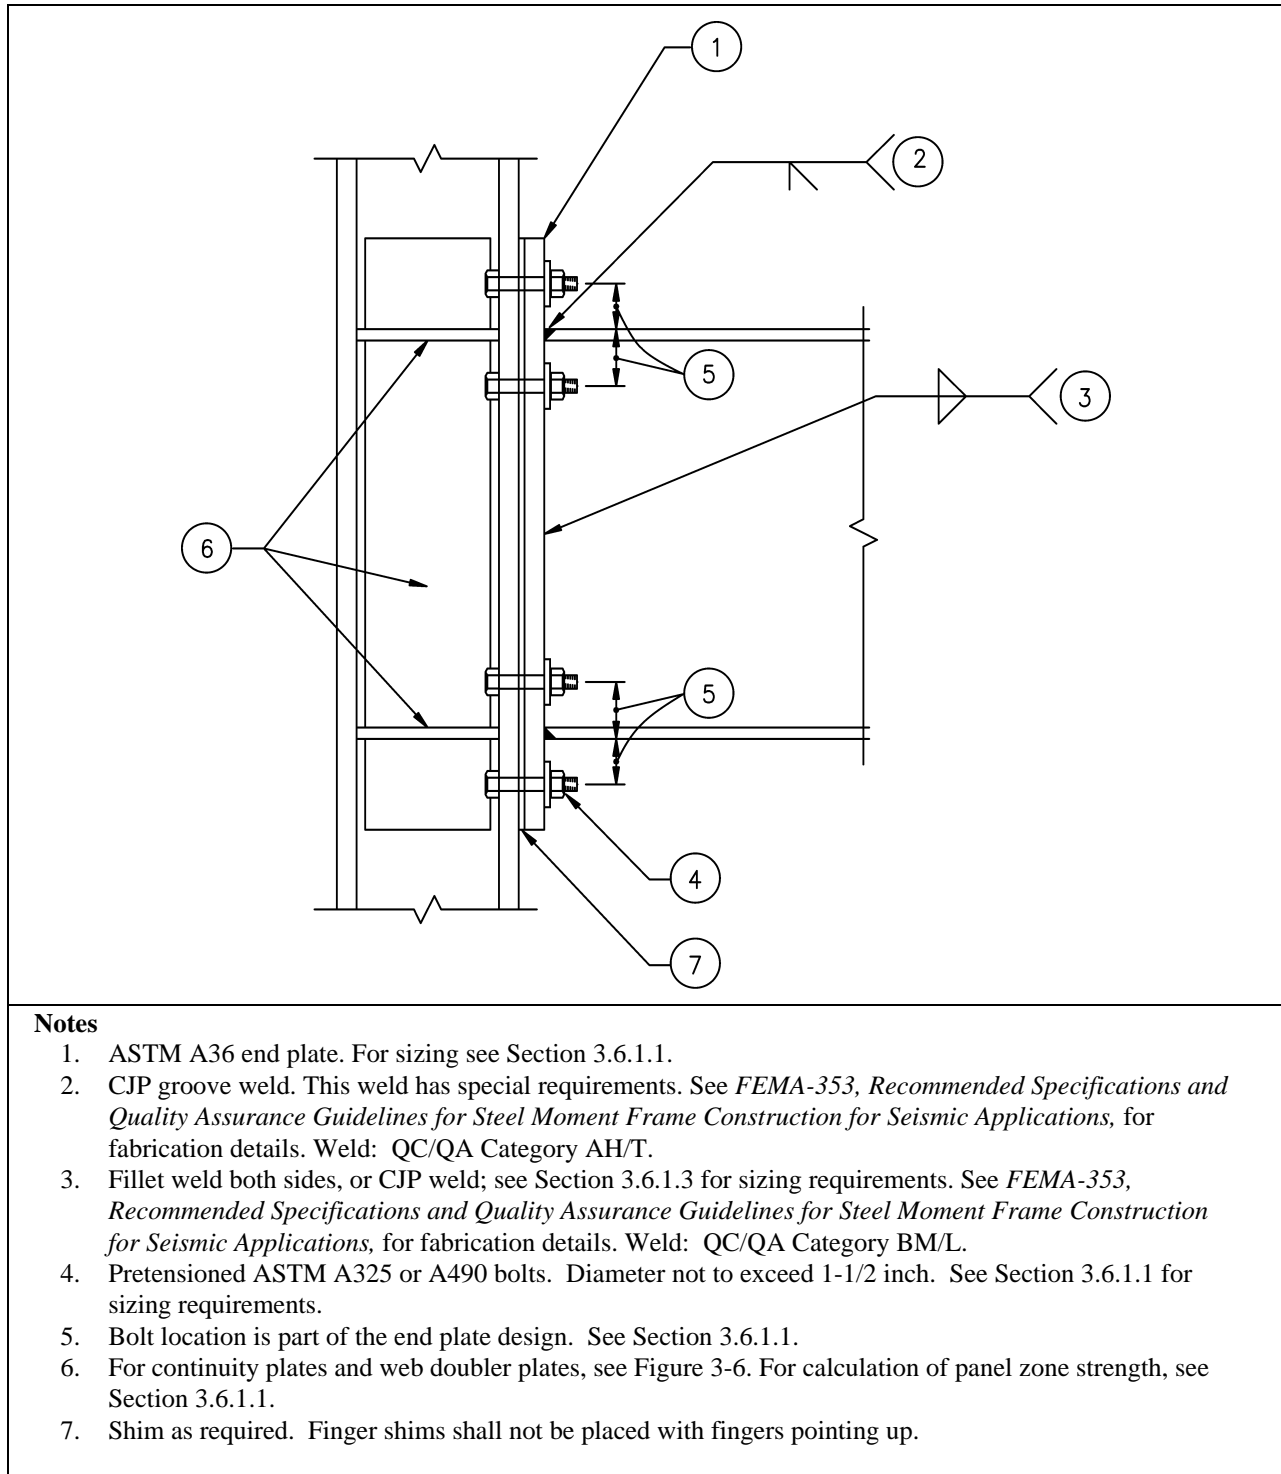 1
2
5
3
6
5
4
7
Notes
1. ASTM A36 end plate. For sizing see Section 3.6.1.1.
2. CJP groove weld. This weld has special requirements. See FEMA-353, Recommended Specifications and
Quality Assurance Guidelines for Steel Moment Frame Construction for Seismic Applications, for
fabrication details. Weld: QC/QA Category AH/T.
3. Fillet weld both sides, or CJP weld; see Section 3.6.1.3 for sizing requirements. See FEMA-353,
Recommended Specifications and Quality Assurance Guidelines for Steel Moment Frame Construction
for Seismic Applications, for fabrication details. Weld: QC/QA Category BM/L.
4. Pretensioned ASTM A325 or A490 bolts. Diameter not to exceed 1-1/2 inch. See Section 3.6.1.1 for
sizing requirements.
5. Bolt location is part of the end plate design. See Section 3.6.1.1.
6. For continuity plates and web doubler plates, see Figure 3-6. For calculation of panel zone strength, see
Section 3.6.1.1.
7. Shim as required. Finger shims shall not be placed with fingers pointing up.